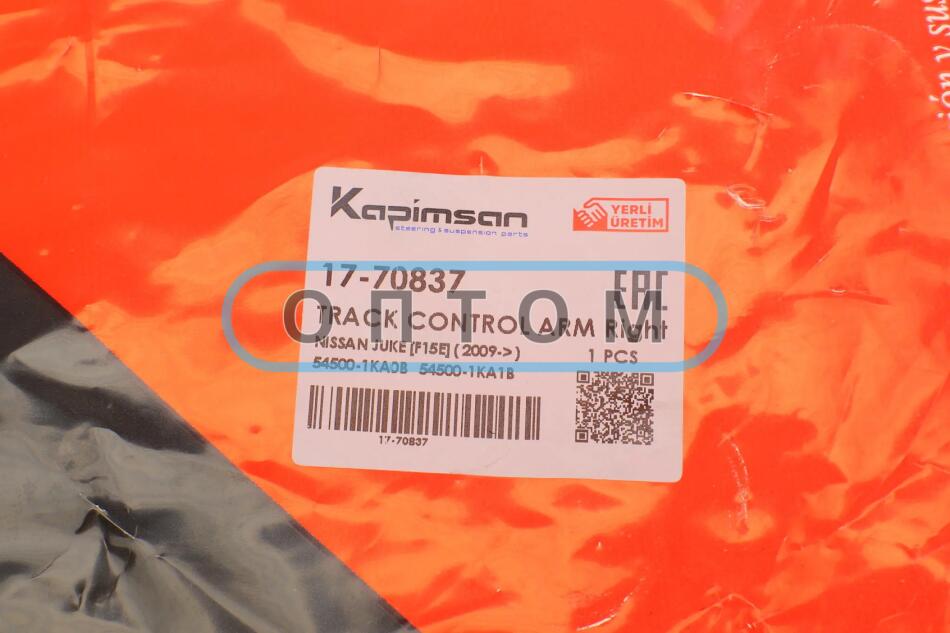 Kapimsan
steering & suspension parts
YERLİ
ÜRETİM
17-70837
EAC
ОПТОМ
TRACK CONTROL ARM Right
NISSAN JUKE [F15E] ( 2009-> )
1 PCS
54500-1KA0B 54500-1KA1B
17-70837